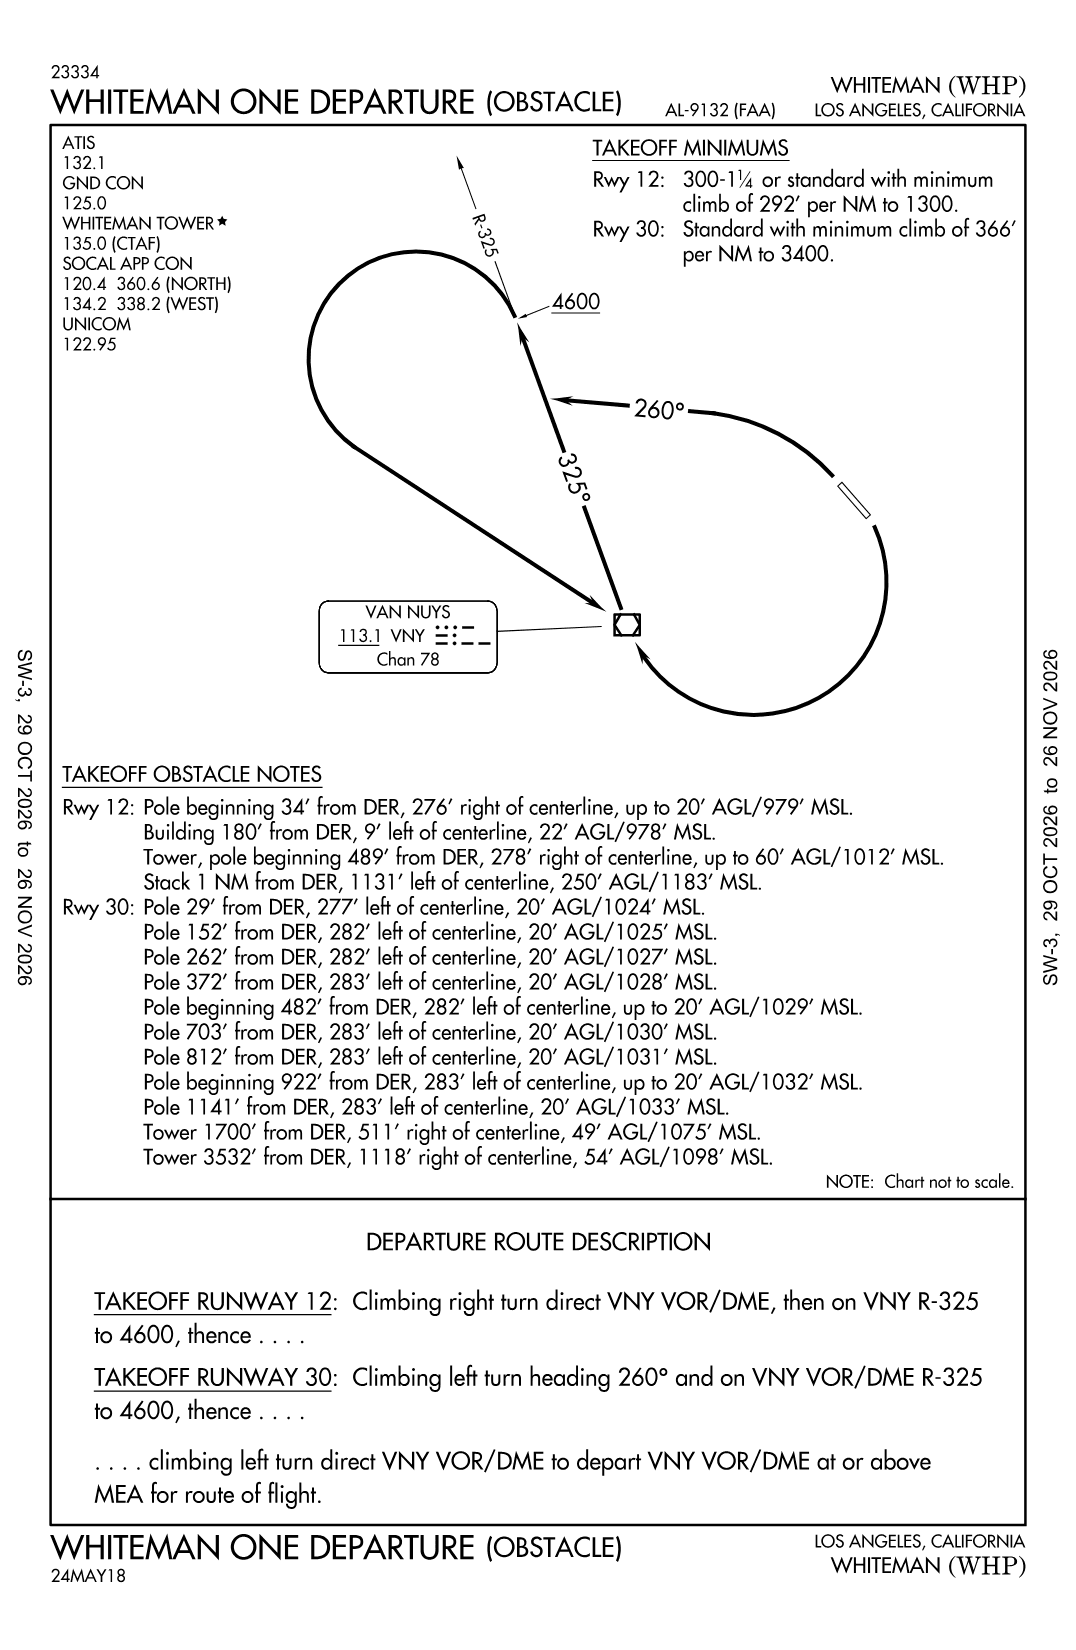 23334
WHITEMAN ONE DEPARTURE (OBSTACLE)
AL-9132 (FAA)
WHITEMAN (WHP)
LOS ANGELES, CALIFORNIA
ATIS
132.1
GND CON
125.0
WHITEMAN TOWER ★
135.0 (CTAF)
SOCAL APP CON
120.4 360.6 (NORTH)
134.2 338.2 (WEST)
UNICOM
122.95
TAKEOFF MINIMUMS
Rwy 12: 300-1¼ or standard with minimum
climb of 292' per NM to 1300.
Rwy 30: Standard with minimum climb of 366'
per NM to 3400.
R-325
4600
260°
325°
VAN NUYS
113.1 VNY
Chan 78
SW-3, 29 OCT 2026 to 26 NOV 2026
SW-3, 29 OCT 2026 to 26 NOV 2026
TAKEOFF OBSTACLE NOTES
Rwy 12: Pole beginning 34' from DER, 276' right of centerline, up to 20' AGL/979' MSL.
Building 180' from DER, 9' left of centerline, 22' AGL/978' MSL.
Tower, pole beginning 489' from DER, 278' right of centerline, up to 60' AGL/1012' MSL.
Stack 1 NM from DER, 1131' left of centerline, 250' AGL/1183' MSL.
Rwy 30: Pole 29' from DER, 277' left of centerline, 20' AGL/1024' MSL.
Pole 152' from DER, 282' left of centerline, 20' AGL/1025' MSL.
Pole 262' from DER, 282' left of centerline, 20' AGL/1027' MSL.
Pole 372' from DER, 283' left of centerline, 20' AGL/1028' MSL.
Pole beginning 482' from DER, 282' left of centerline, up to 20' AGL/1029' MSL.
Pole 703' from DER, 283' left of centerline, 20' AGL/1030' MSL.
Pole 812' from DER, 283' left of centerline, 20' AGL/1031' MSL.
Pole beginning 922' from DER, 283' left of centerline, up to 20' AGL/1032' MSL.
Pole 1141' from DER, 283' left of centerline, 20' AGL/1033' MSL.
Tower 1700' from DER, 511' right of centerline, 49' AGL/1075' MSL.
Tower 3532' from DER, 1118' right of centerline, 54' AGL/1098' MSL.
NOTE: Chart not to scale.
DEPARTURE ROUTE DESCRIPTION
TAKEOFF RUNWAY 12: Climbing right turn direct VNY VOR/DME, then on VNY R-325
to 4600, thence . . . .
TAKEOFF RUNWAY 30: Climbing left turn heading 260° and on VNY VOR/DME R-325
to 4600, thence . . . .
. . . . climbing left turn direct VNY VOR/DME to depart VNY VOR/DME at or above
MEA for route of flight.
WHITEMAN ONE DEPARTURE (OBSTACLE)
24MAY18
LOS ANGELES, CALIFORNIA
WHITEMAN (WHP)